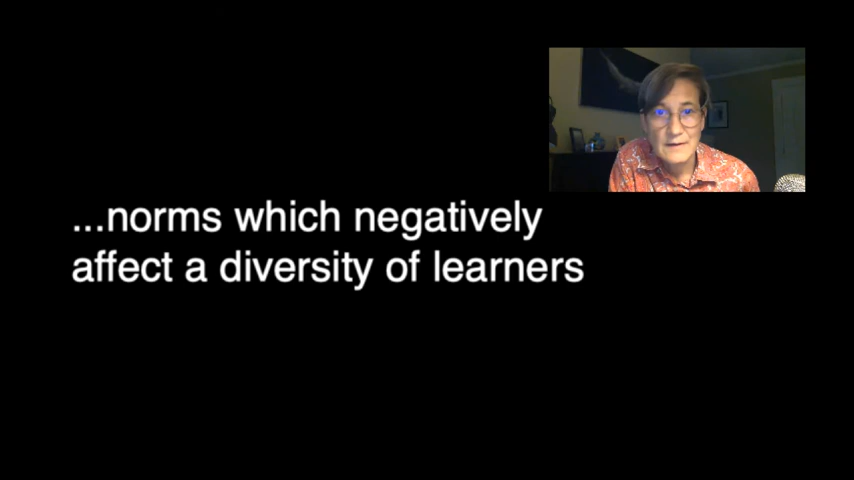 ...norms which negatively
affect a diversity of learners